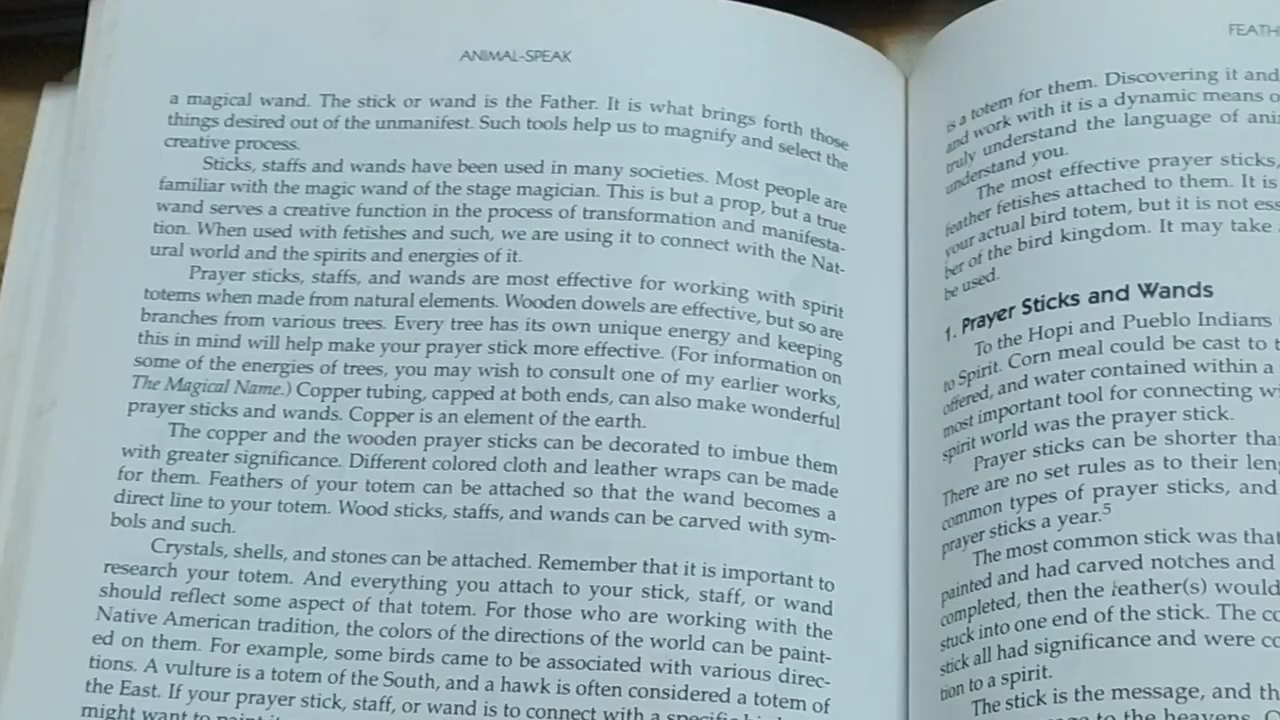 ANIMAL-SPEAK
a magical wand. The stick or wand is the Father. It is what brings forth those
things desired out of the unmanifest. Such tools help us to magnify and select the
creative process.
Sticks, staffs and wands have been used in many societies. Most people are
familiar with the magic wand of the stage magician. This is but a prop, but a true
wand serves a creative function in the process of transformation and manifesta-
tion. When used with fetishes and such, we are using it to connect with the Nat-
ural world and the spirits and energies of it.
Prayer sticks, staffs, and wands are most effective for working with spirit
totems when made from natural elements. Wooden dowels are effective, but so are
branches from various trees. Every tree has its own unique energy and keeping
this in mind will help make your prayer stick more effective. (For information on
some of the energies of trees, you may wish to consult one of my earlier works,
The Magical Name.) Copper tubing, capped at both ends, can also make wonderful
prayer sticks and wands. Copper is an element of the earth.
The copper and the wooden prayer sticks can be decorated to imbue them
with greater significance. Different colored cloth and leather wraps can be made
for them. Feathers of your totem can be attached so that the wand becomes a
direct line to your totem. Wood sticks, staffs, and wands can be carved with sym-
bols and such.
Crystals, shells, and stones can be attached. Remember that it is important to
research your totem. And everything you attach to your stick, staff, or wand
should reflect some aspect of that totem. For those who are working with the
Native American tradition, the colors of the directions of the world can be paint-
ed on them. For example, some birds came to be associated with various direc-
tions. A vulture is a totem of the South, and a hawk is often considered a totem of
the East. If your prayer stick, staff, or wand is to connect with a specific
might want to
FEATH
is a totem for them. Discovering it and
and work with it is a dynamic means o
truly understand the language of ani
understand you.
The most effective prayer sticks,
feather fetishes attached to them. It is
your actual bird totem, but it is not ess
ber of the bird kingdom. It may take
be used.
1. Prayer Sticks and Wands
To the Hopi and Pueblo Indians
to Spirit. Corn meal could be cast to t
offered, and water contained within a
most important tool for connecting wi
spirit world was the prayer stick.
Prayer sticks can be shorter tha
There are no set rules as to their len
common types of prayer sticks, and
prayer sticks a year.5
The most common stick was that
painted and had carved notches and
completed, then the feather(s) would
stuck into one end of the stick. The co
stick all had significance and were co
tion to a spirit.
The stick is the message, and th
to the heavens.